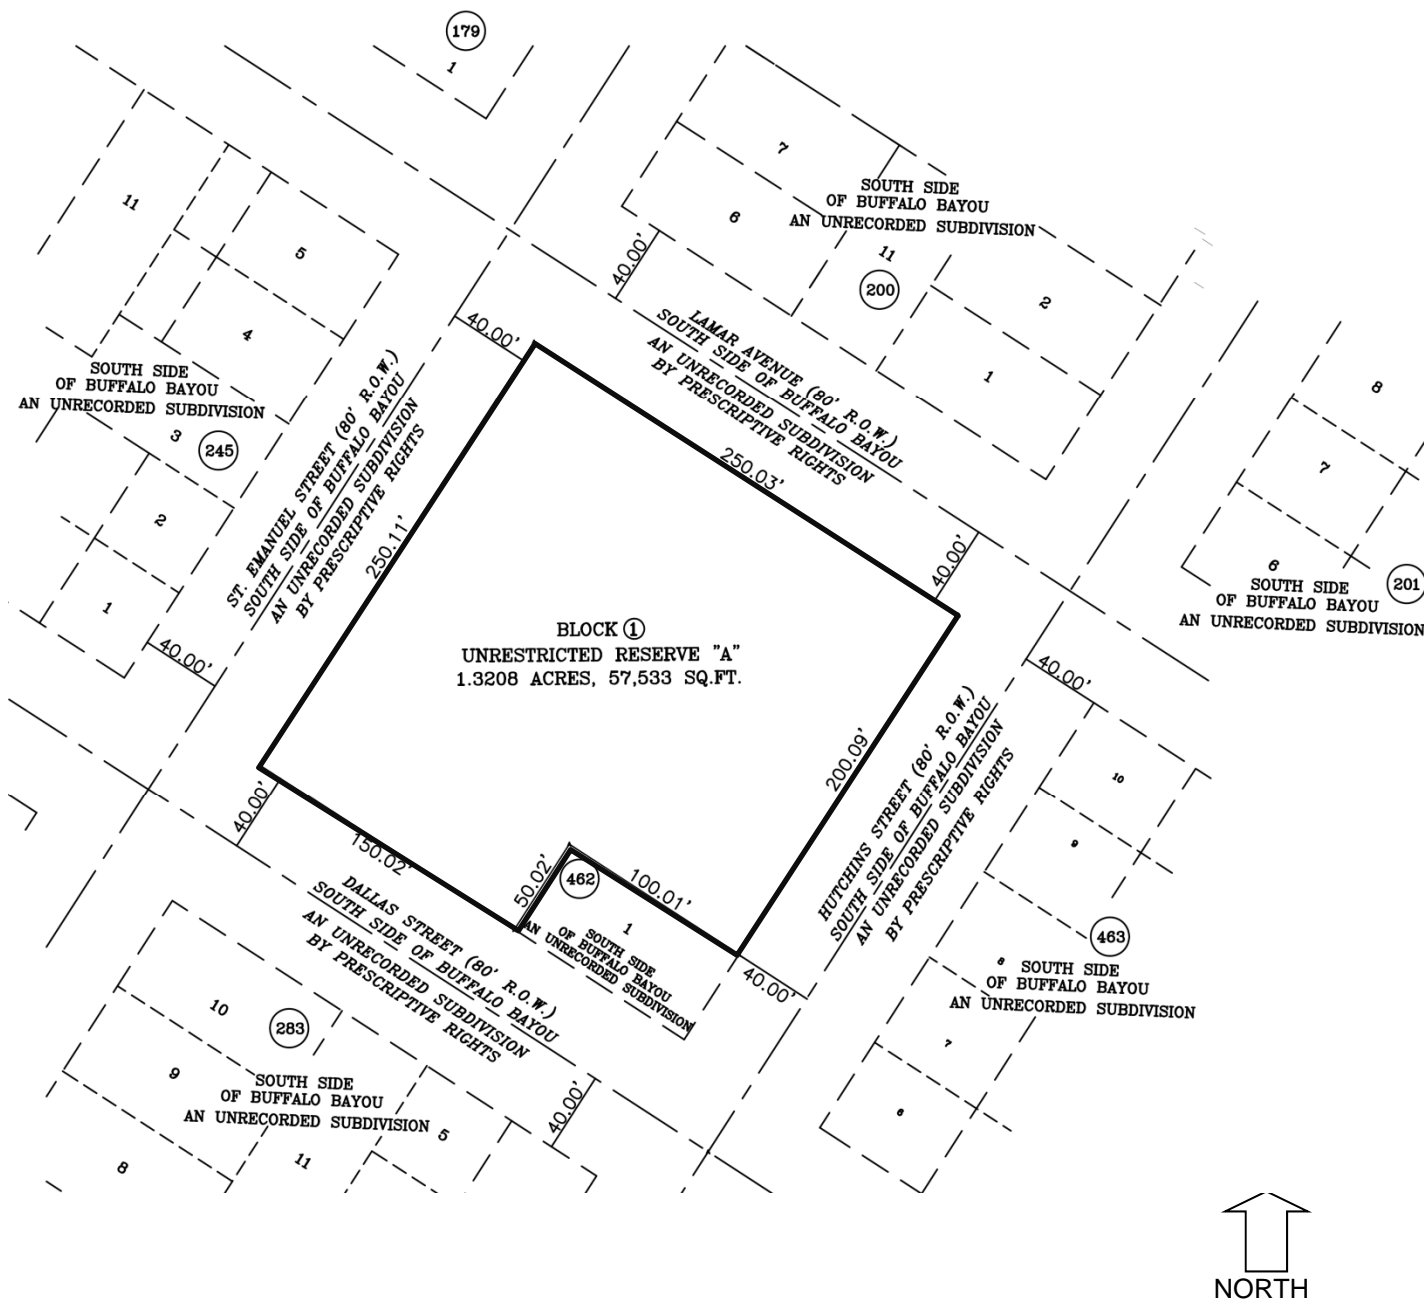 179
1
7
6
SOUTH SIDE
OF BUFFALO BAYOU
AN UNRECORDED SUBDIVISION
11
200
2
1
11
5
4
SOUTH SIDE
OF BUFFALO BAYOU
AN UNRECORDED SUBDIVISION
3
245
2
1
40.00'
40.00'
LAMAR AVENUE (80' R.O.W.)
SOUTH SIDE OF BUFFALO BAYOU
AN UNRECORDED SUBDIVISION
BY PRESCRIPTIVE RIGHTS
250.03'
40.00'
ST. EMANUEL STREET (80' R.O.W.)
SOUTH SIDE OF BUFFALO BAYOU
AN UNRECORDED SUBDIVISION
BY PRESCRIPTIVE RIGHTS
250.11'
40.00'
8
7
6
SOUTH SIDE
OF BUFFALO BAYOU
AN UNRECORDED SUBDIVISION
201
BLOCK 1
UNRESTRICTED RESERVE "A"
1.3208 ACRES, 57,533 SQ.FT.
40.00'
200.09'
HUTCHINS STREET (80' R.O.W.)
SOUTH SIDE OF BUFFALO BAYOU
AN UNRECORDED SUBDIVISION
BY PRESCRIPTIVE RIGHTS
40.00'
150.02'
50.02'
462
100.01'
1
SOUTH SIDE
OF BUFFALO BAYOU
AN UNRECORDED SUBDIVISION
40.00'
DALLAS STREET (80' R.O.W.)
SOUTH SIDE OF BUFFALO BAYOU
AN UNRECORDED SUBDIVISION
BY PRESCRIPTIVE RIGHTS
40.00'
10
9
463
8
SOUTH SIDE
OF BUFFALO BAYOU
AN UNRECORDED SUBDIVISION
7
6
10
283
9
SOUTH SIDE
OF BUFFALO BAYOU
AN UNRECORDED SUBDIVISION
5
11
8
NORTH